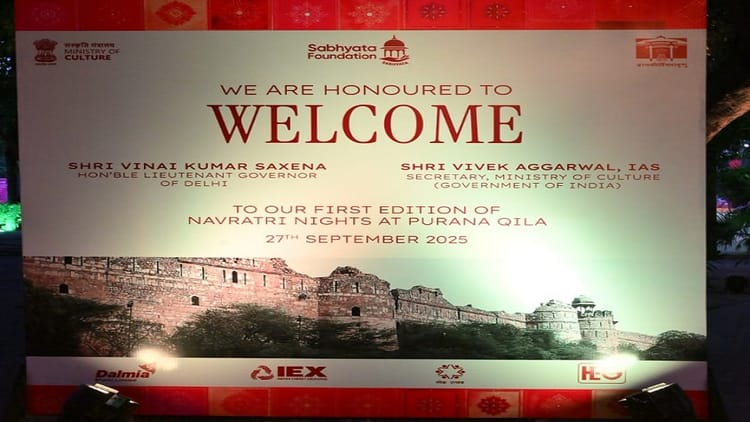 संस्कृति मंत्रालय
MINISTRY OF
CULTURE
Sabhyata
Foundation
WE ARE HONOURED TO
WELCOME
SHRI VINAI KUMAR SAXENA
HON'BLE LIEUTENANT GOVERNOR
OF DELHI
SHRI VIVEK AGGARWAL, IAS
SECRETARY, MINISTRY OF CULTURE
(GOVERNMENT OF INDIA)
TO OUR FIRST EDITION OF
NAVRATRI NIGHTS AT PURANA QILA
27TH SEPTEMBER 2025
Dalmia
IEX
HEG